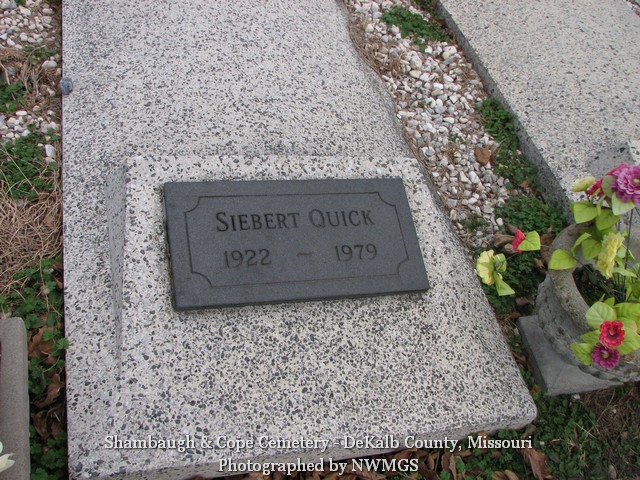 SIEBERT QUICK
1922 ~ 1979
Shambaugh & Cope Cemetery - DeKalb County, Missouri
Photographed by NWMGS